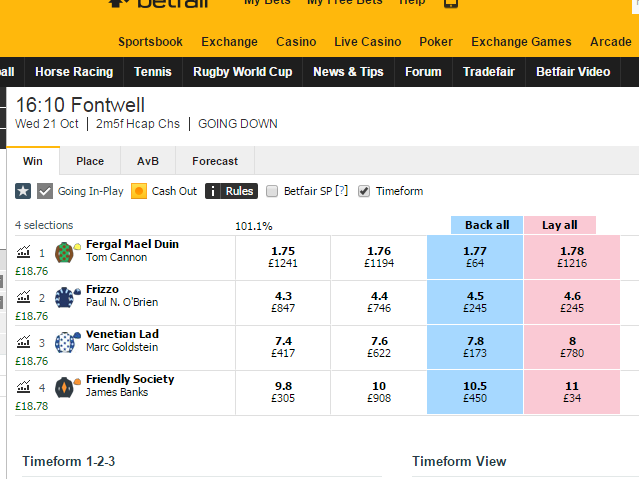 betfair My Bets My Free Bets Help
Sportsbook Exchange Casino Live Casino Poker Exchange Games Arcade
Horse Racing Tennis Rugby World Cup News & Tips Forum Tradefair Betfair Video
16:10 Fontwell
Wed 21 Oct | 2m5f Hcap Chs | GOING DOWN
Win Place AvB Forecast
Going In-Play Cash Out i Rules Betfair SP [?] Timeform
4 selections 101.1% Back all Lay all
1 Fergal Mael Duin 1.75 1.76 1.77 1.78
Tom Cannon £1241 £1194 £64 £1216
£18.76
2 Frizzo 4.3 4.4 4.5 4.6
Paul N. O'Brien £847 £746 £245 £245
£18.76
3 Venetian Lad 7.4 7.6 7.8 8
Marc Goldstein £417 £622 £173 £780
£18.76
4 Friendly Society 9.8 10 10.5 11
James Banks £305 £908 £450 £34
£18.78
Timeform 1-2-3 Timeform View